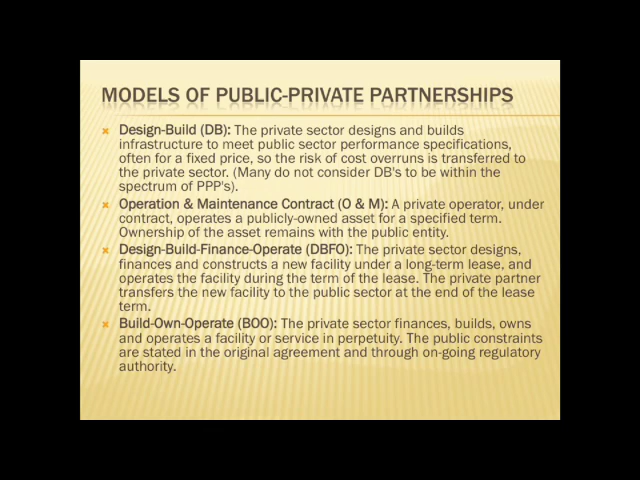 MODELS OF PUBLIC-PRIVATE PARTNERSHIPS
Design-Build (DB): The private sector designs and builds
infrastructure to meet public sector performance specifications,
often for a fixed price, so the risk of cost overruns is transferred to
the private sector. (Many do not consider DB's to be within the
spectrum of PPP's).
Operation & Maintenance Contract (O & M): A private operator, under
contract, operates a publicly-owned asset for a specified term.
Ownership of the asset remains with the public entity.
Design-Build-Finance-Operate (DBFO): The private sector designs,
finances and constructs a new facility under a long-term lease, and
operates the facility during the term of the lease. The private partner
transfers the new facility to the public sector at the end of the lease
term.
Build-Own-Operate (BOO): The private sector finances, builds, owns
and operates a facility or service in perpetuity. The public constraints
are stated in the original agreement and through on-going regulatory
authority.